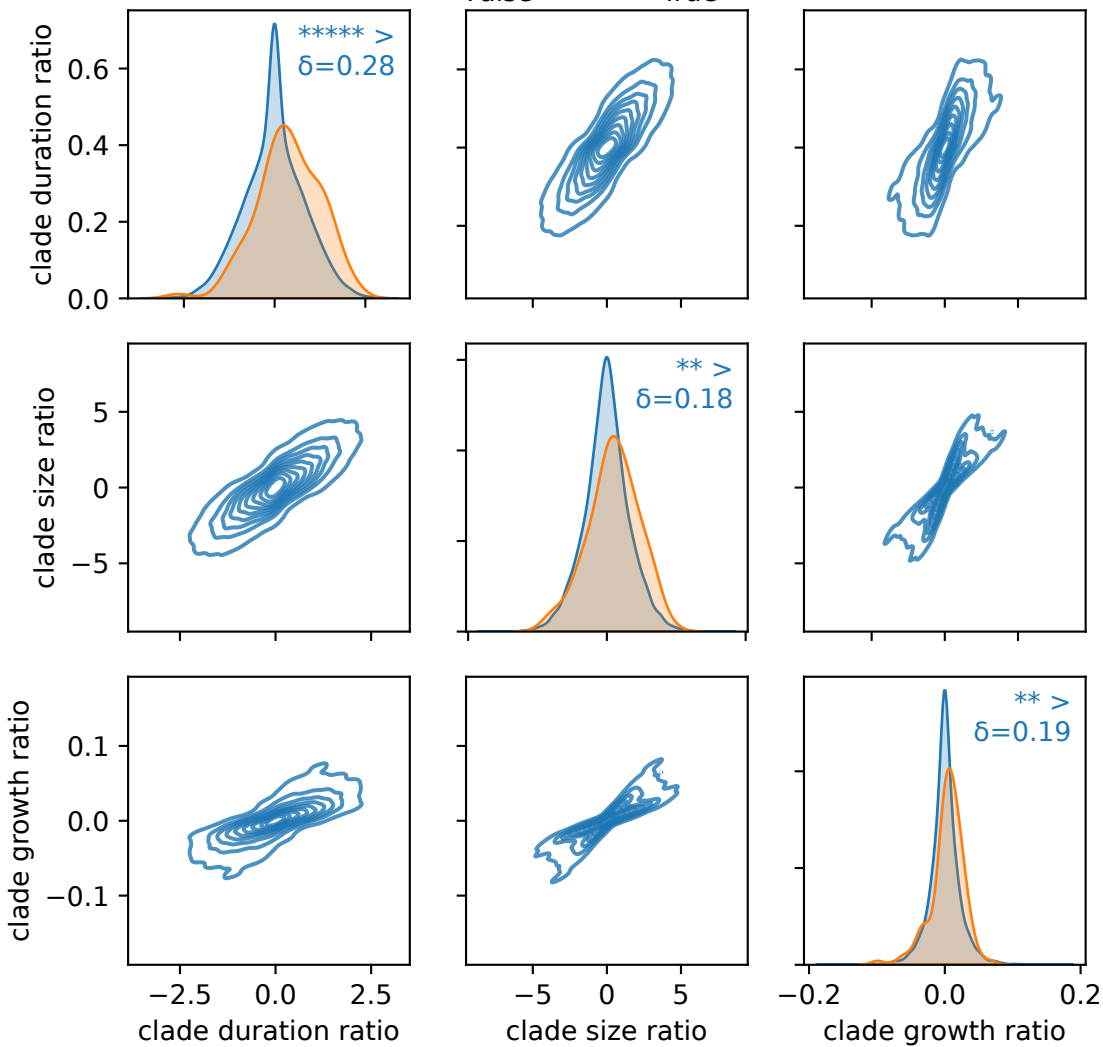 clade duration ratio
0.6
0.4
0.2
0.0
***** >
δ=0.28
clade size ratio
5
0
−5
** >
δ=0.18
clade growth ratio
0.1
0.0
−0.1
** >
δ=0.19
−2.5 0.0 2.5
−5 0 5
−0.2 0.0 0.2
clade duration ratio
clade size ratio
clade growth ratio